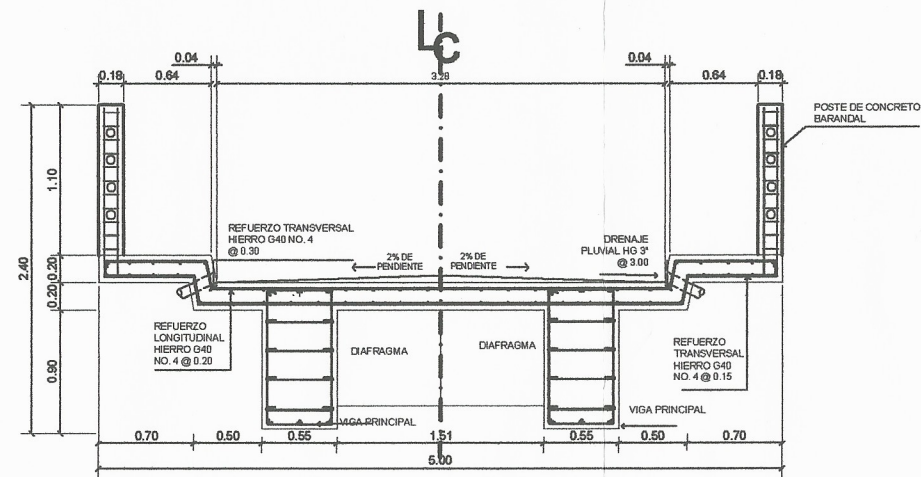 LC
0.04
0.04
0.18
0.64
3.28
0.64
0.18
POSTE DE CONCRETO
BARANDAL
1.10
2.40
0.20
0.20
0.90
REFUERZO TRANSVERSAL
HIERRO G40 NO. 4
@ 0.30
2% DE
PENDIENTE
2% DE
PENDIENTE
DRENAJE
PLUVIAL HG 3"
@ 3.00
REFUERZO
LONGITUDINAL
HIERRO G40
NO. 4 @ 0.20
DIAFRAGMA
DIAFRAGMA
REFUERZO
TRANSVERSAL
HIERRO G40
NO. 4 @ 0.15
VIGA PRINCIPAL
VIGA PRINCIPAL
0.70
0.50
0.55
1.51
0.55
0.50
0.70
5.00